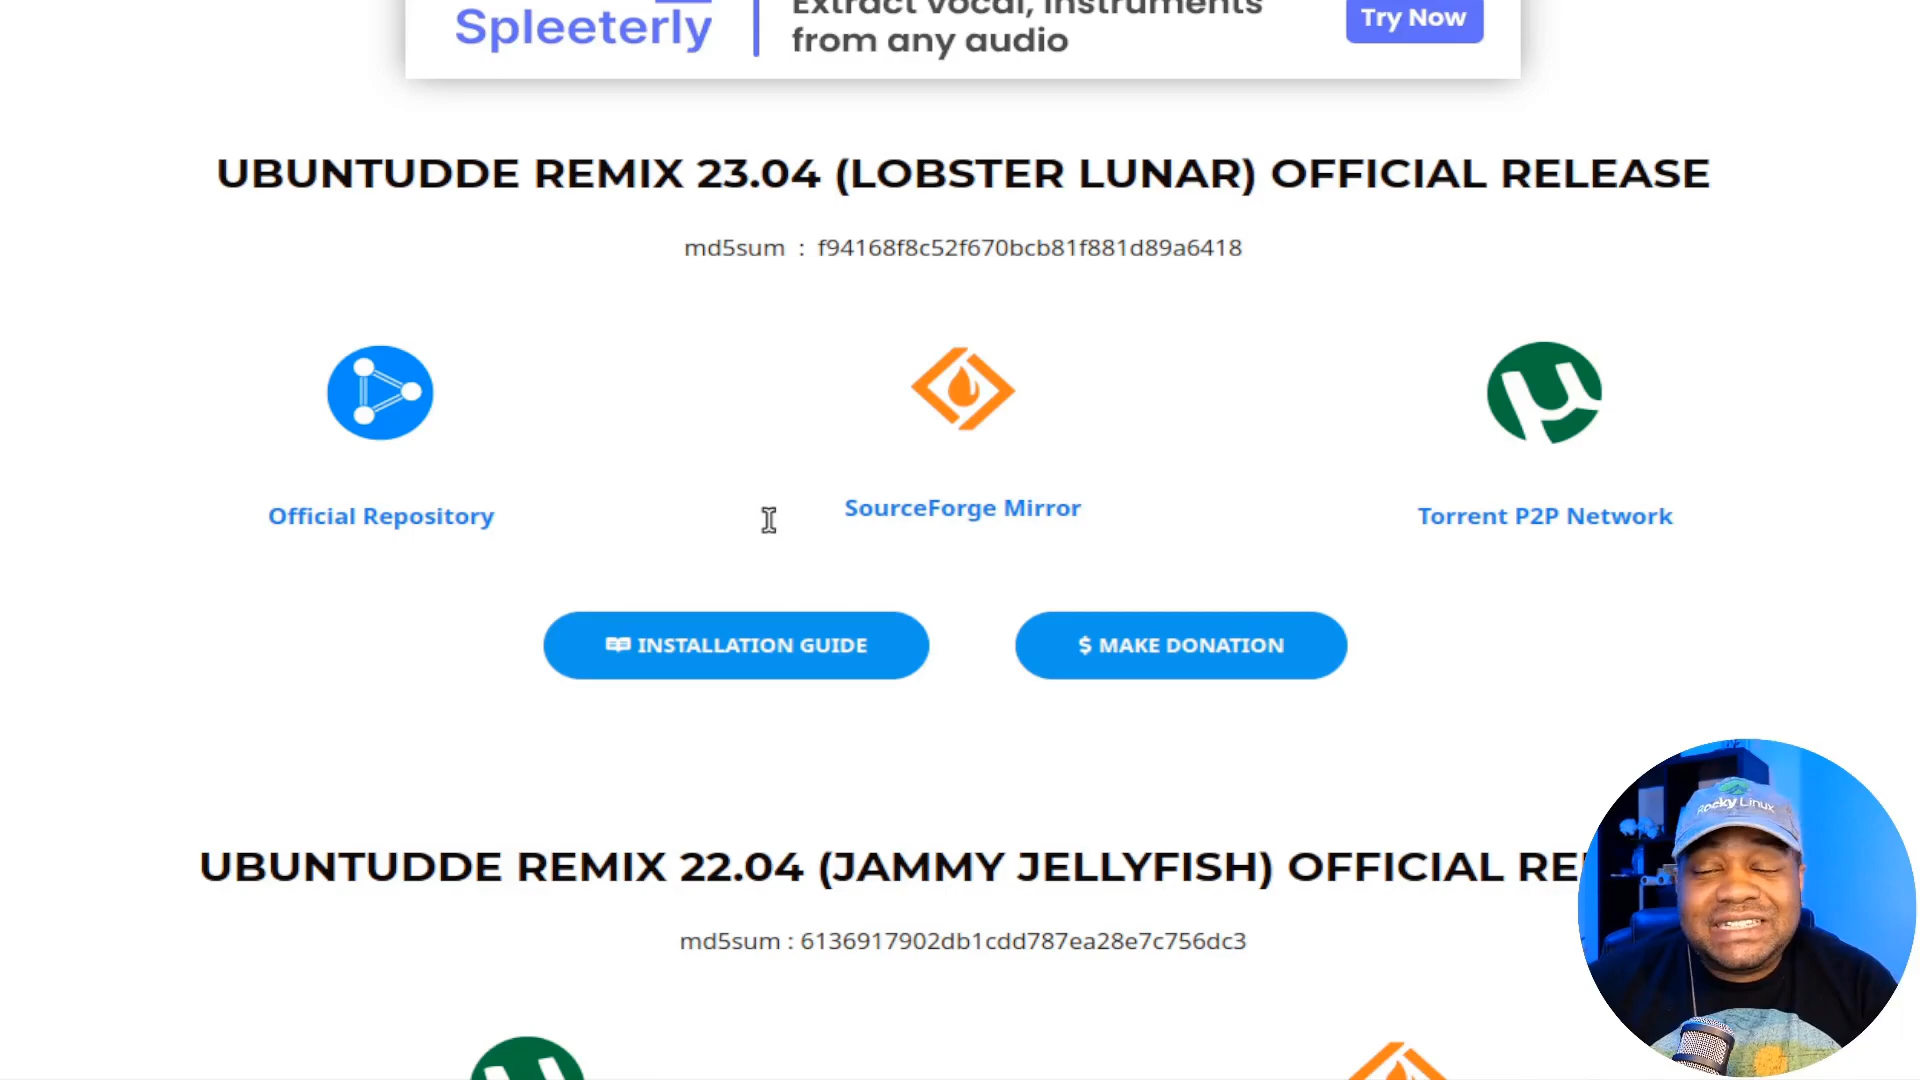 Spleeterly
Extract vocal, instruments
from any audio
Try Now
UBUNTUDDE REMIX 23.04 (LOBSTER LUNAR) OFFICIAL RELEASE
md5sum : f94168f8c52f670bcb81f881d89a6418
Official Repository
SourceForge Mirror
Torrent P2P Network
INSTALLATION GUIDE
$ MAKE DONATION
UBUNTUDDE REMIX 22.04 (JAMMY JELLYFISH) OFFICIAL RE
md5sum : 6136917902db1cdd787ea28e7c756dc3
Rocky Linux